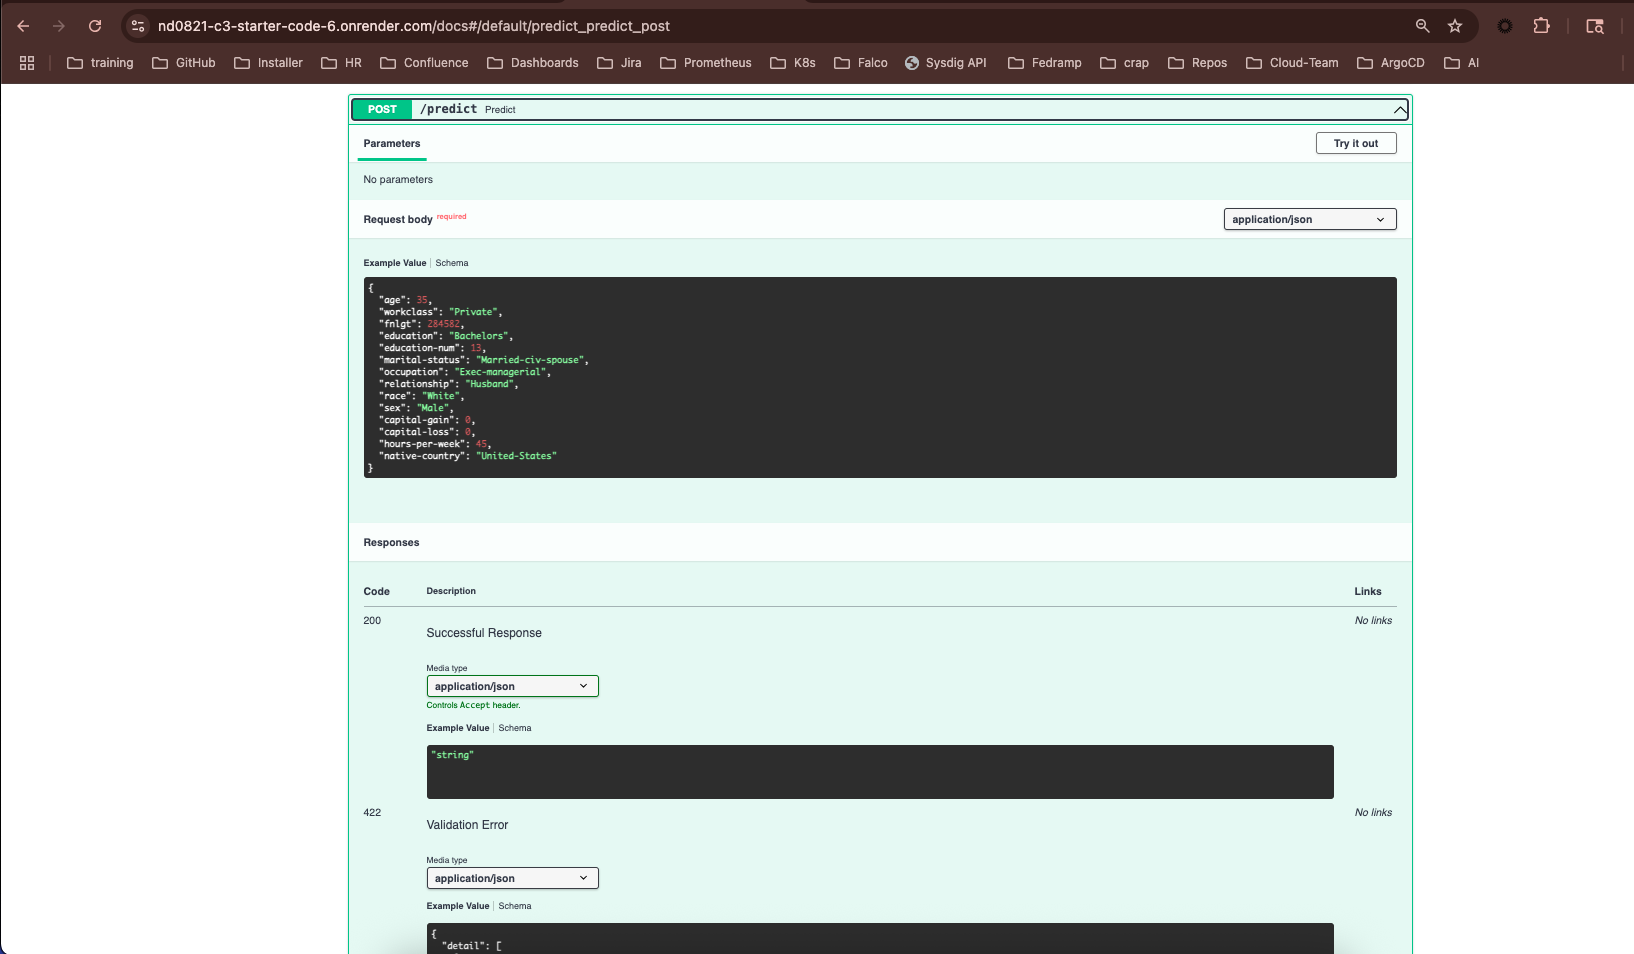 nd0821-c3-starter-code-6.onrender.com/docs#/default/predict_predict_post
training GitHub Installer HR Confluence Dashboards Jira Prometheus K8s Falco Sysdig API Fedramp crap Repos Cloud-Team ArgoCD AI
POST /predict Predict
Parameters Try it out
No parameters
Request body required application/json
Example Value Schema
{
"age": 35,
"workclass": "Private",
"fnlgt": 284582,
"education": "Bachelors",
"education-num": 13,
"marital-status": "Married-civ-spouse",
"occupation": "Exec-managerial",
"relationship": "Husband",
"race": "White",
"sex": "Male",
"capital-gain": 0,
"capital-loss": 0,
"hours-per-week": 45,
"native-country": "United-States"
}
Responses
Code Description Links
200 No links
Successful Response
Media type
application/json
Controls Accept header.
Example Value Schema
"string"
422 No links
Validation Error
Media type
application/json
Example Value Schema
{
"detail": [